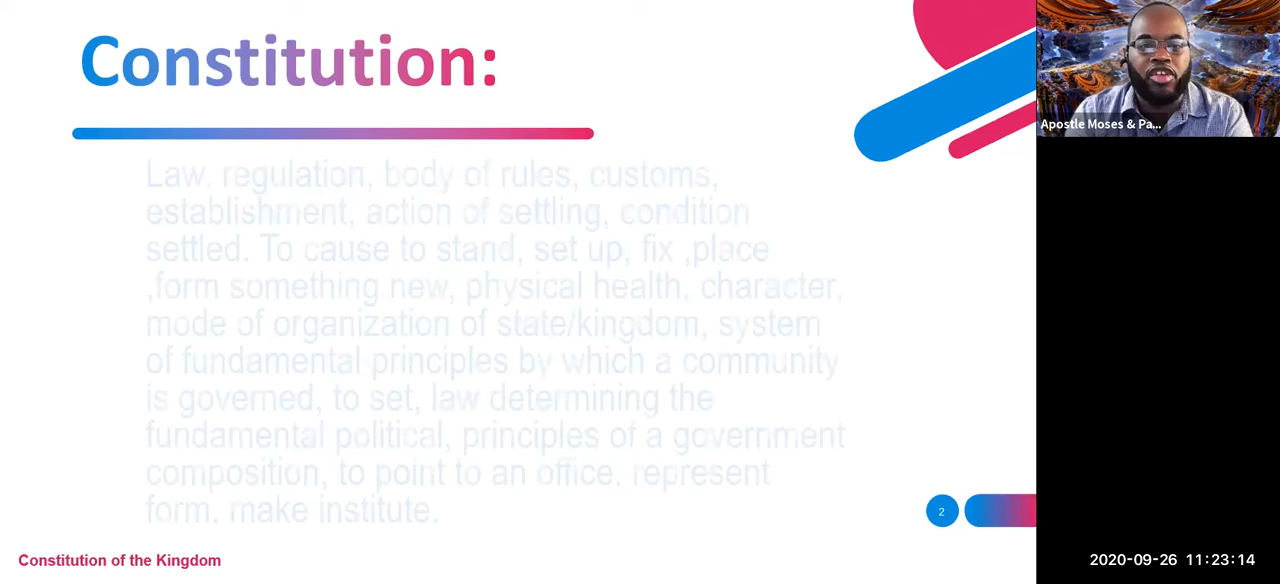 Constitution:
Law, regulation, body of rules, customs,
establishment, action of settling, condition
settled. To cause to stand, set up, fix ,place
,form something new, physical health, character,
mode of organization of state/kingdom, system
of fundamental principles by which a community
is governed, to set, law determining the
fundamental political, principles of a government
composition, to point to an office. represent
form. make institute.
2
Constitution of the Kingdom
Apostle Moses & Pa...
2020-09-26 11:23:14